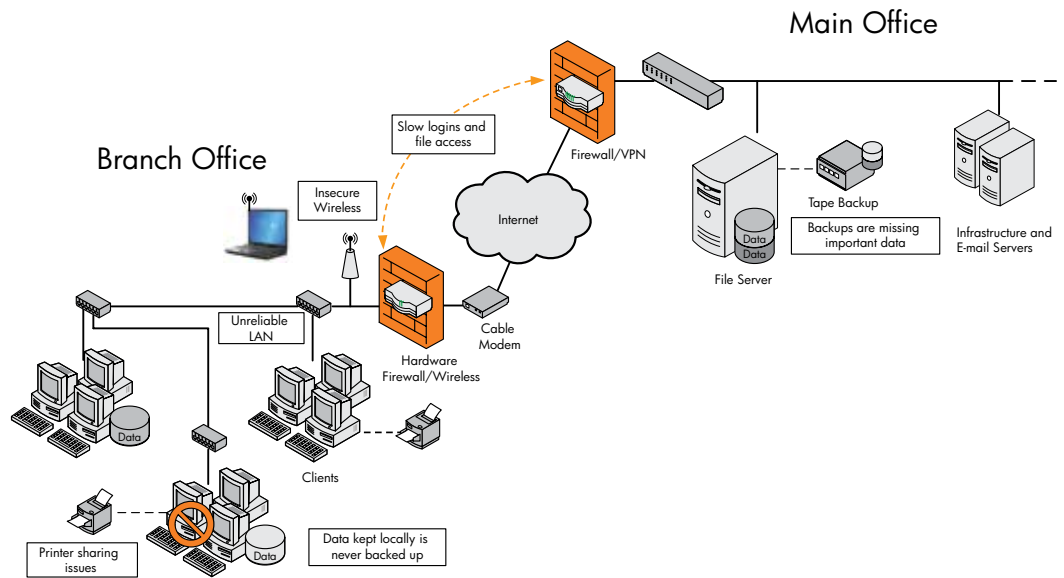 Main Office
Slow logins and
file access
Firewall/VPN
Branch Office
Insecure
Wireless
Internet
Tape Backup
Backups are missing
important data
Infrastructure and
E-mail Servers
Data
Data
File Server
Unreliable
LAN
Cable
Modem
Hardware
Firewall/Wireless
Data
Clients
Printer sharing
issues
Data
Data kept locally is
never backed up